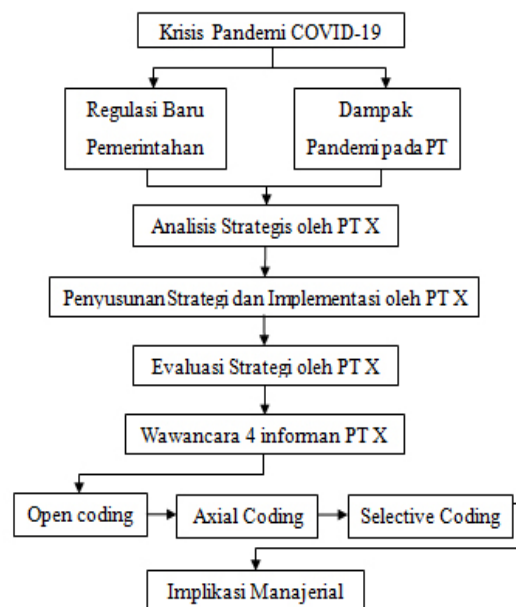 Krisis Pandemi COVID-19
Regulasi Baru
Pemerintahan
Dampak
Pandemi pada PT
Analisis Strategis oleh PT X
Penyusunan Strategi dan Implementasi oleh PT X
Evaluasi Strategi oleh PT X
Wawancara 4 informan PT X
Open coding
Axial Coding
Selective Coding
Implikasi Manajerial